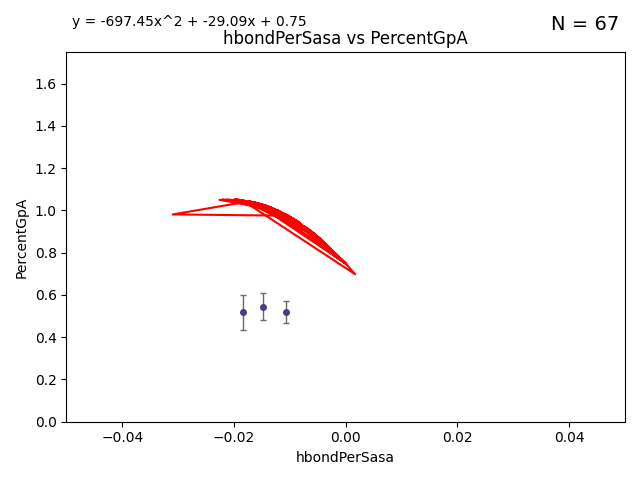 y = -697.45x^2 + -29.09x + 0.75
N = 67
hbondPerSasa vs PercentGpA
1.6
1.4
1.2
1.0
0.8
0.6
0.4
0.2
0.0
PercentGpA
−0.04 −0.02 0.00 0.02 0.04
hbondPerSasa